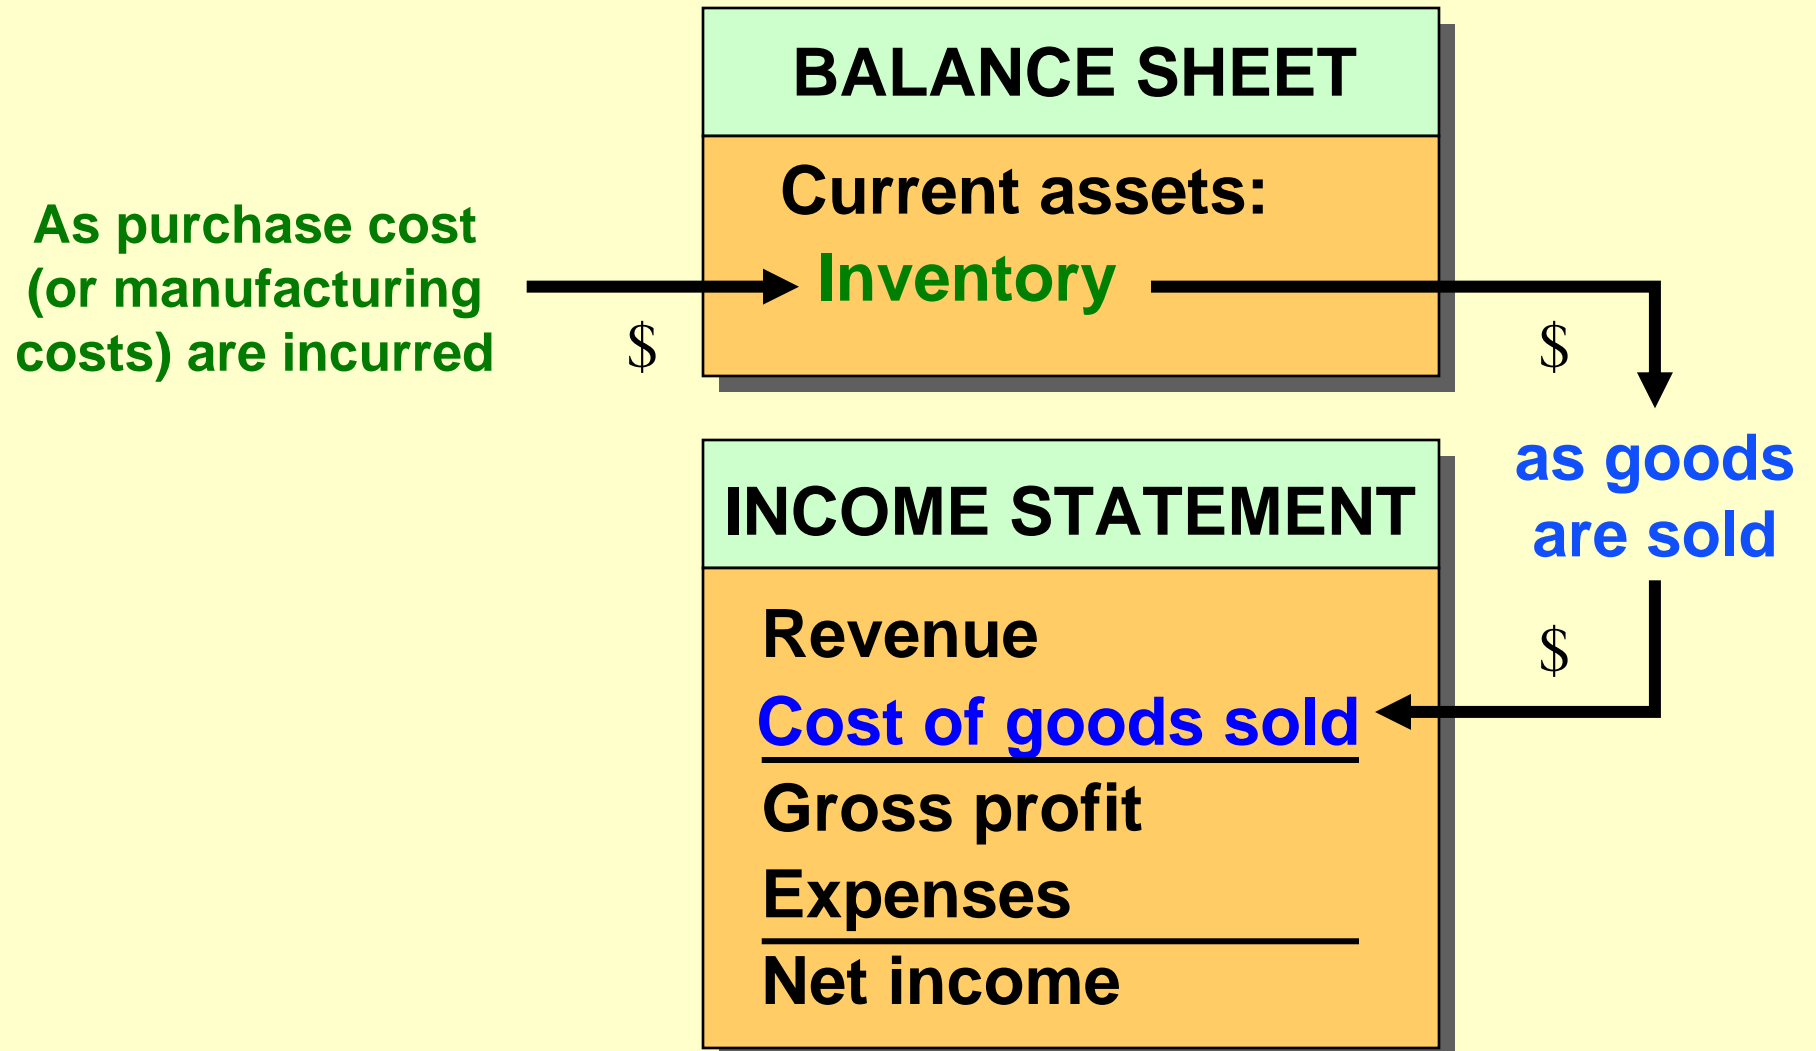 BALANCE SHEET
Current assets:
Inventory
As purchase cost
(or manufacturing
costs) are incurred
$
$
as goods
are sold
$
INCOME STATEMENT
Revenue
Cost of goods sold
Gross profit
Expenses
Net income